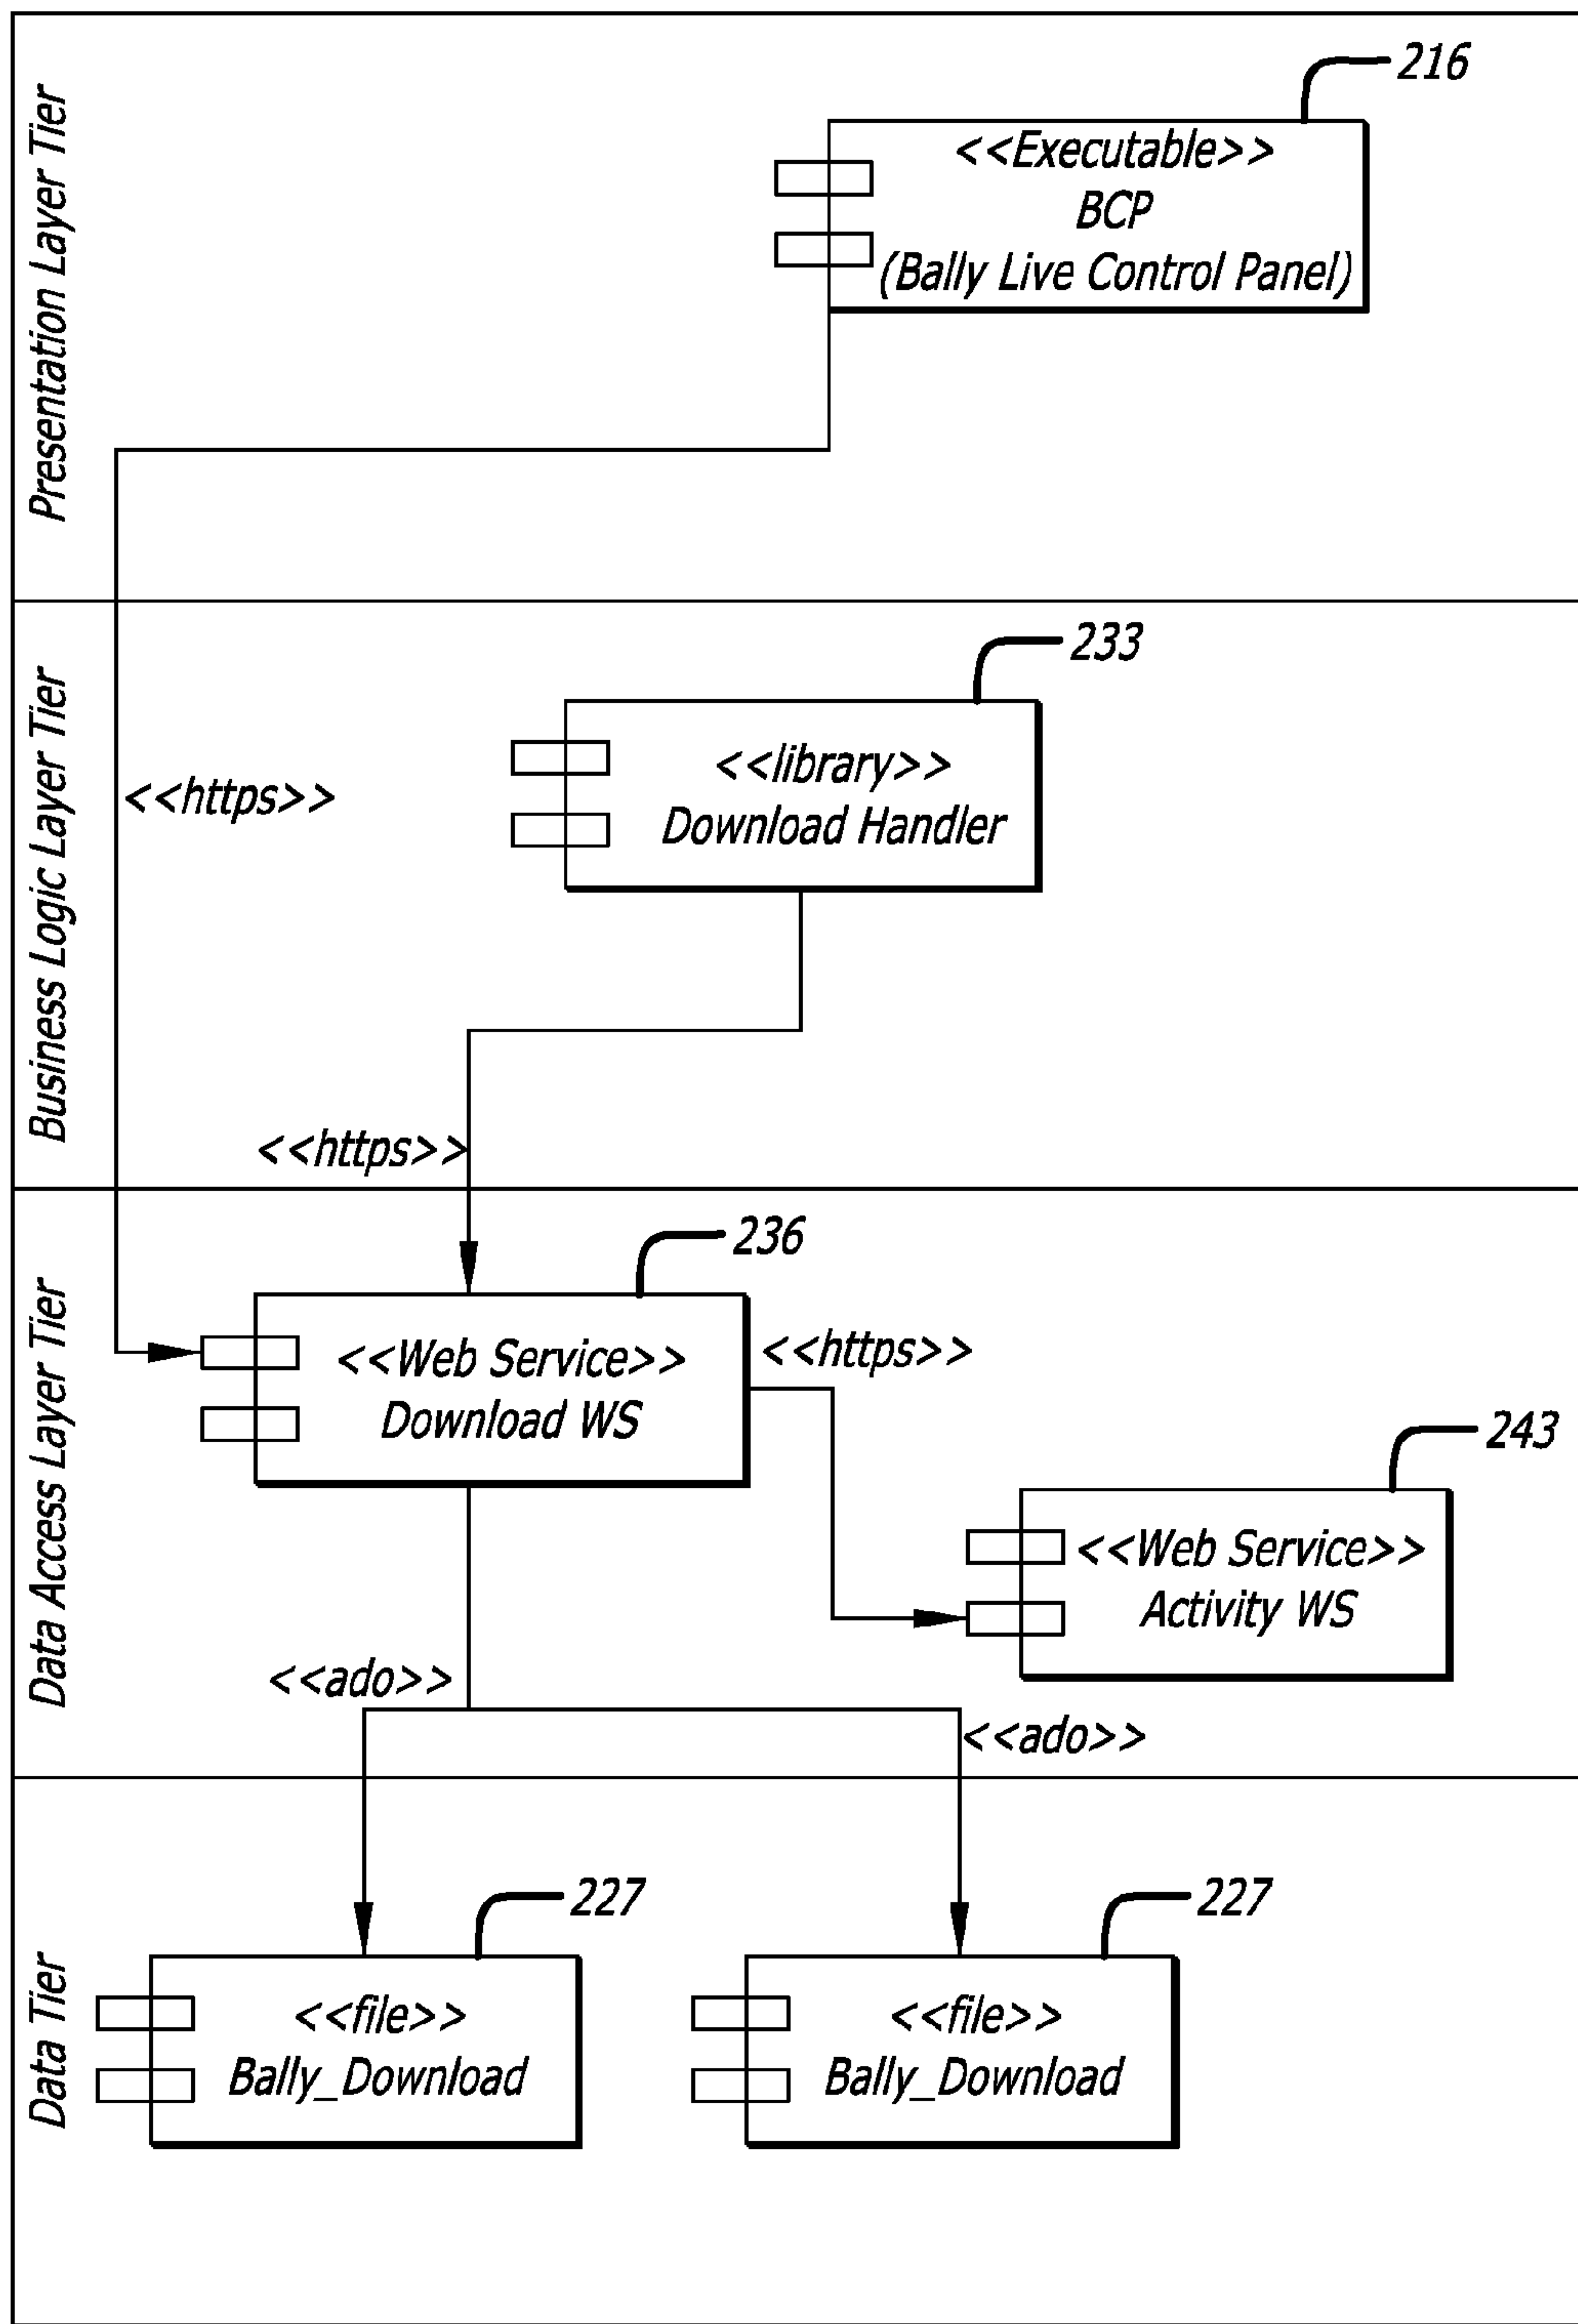 Presentation Layer Tier
216
<<Executable>>
BCP
(Bally Live Control Panel)
Business Logic Layer Tier
233
<<library>>
Download Handler
<<https>>
<<https>>
Data Access Layer Tier
236
<<Web Service>>
Download WS
<<https>>
243
<<Web Service>>
Activity WS
<<ado>>
<<ado>>
Data Tier
227
<<file>>
Bally_Download
227
<<file>>
Bally_Download